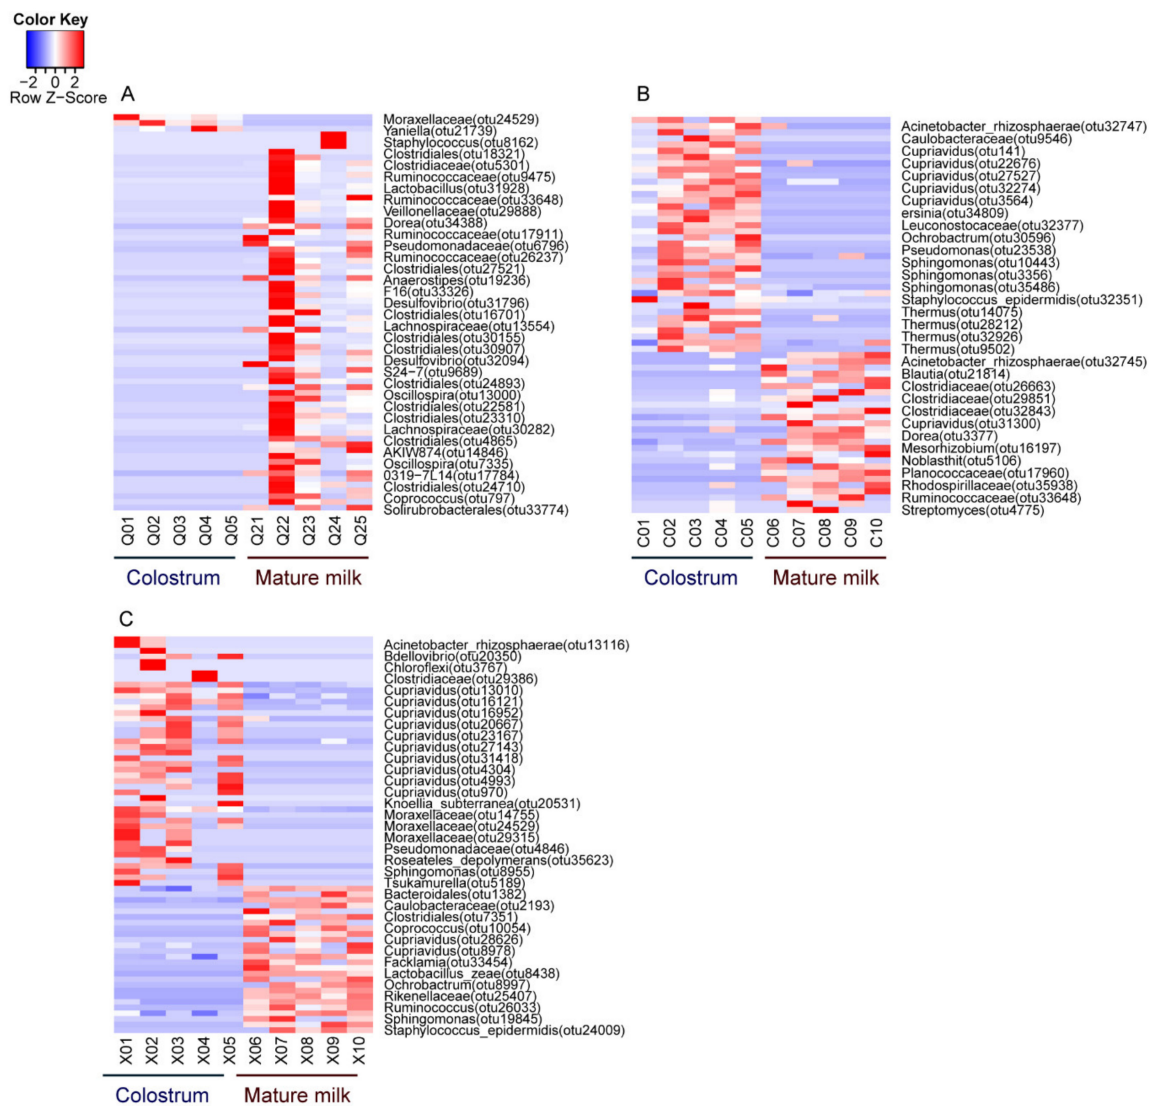 Color Key
−2 0 2
Row Z−Score
A
Moraxellaceae(otu24529)
Yaniella(otu21739)
Staphylococcus(otu8162)
Clostridiales(otu18321)
Clostridiaceae(otu5301)
Ruminococcaceae(otu9475)
Lactobacillus(otu31928)
Ruminococcaceae(otu33648)
Veillonellaceae(otu29888)
Dorea(otu34388)
Ruminococcaceae(otu17911)
Pseudomonadaceae(otu6796)
Ruminococcaceae(otu26237)
Clostridiales(otu27521)
Anaerostipes(otu19236)
F16(otu33326)
Desulfovibrio(otu31796)
Clostridiales(otu16701)
Lachnospiraceae(otu13554)
Clostridiales(otu30155)
Clostridiales(otu30907)
Desulfovibrio(otu32094)
S24−7(otu9689)
Clostridiales(otu24893)
Oscillospira(otu13000)
Clostridiales(otu22581)
Clostridiales(otu23310)
Lachnospiraceae(otu30282)
Clostridiales(otu4865)
AKIW874(otu14846)
Oscillospira(otu7335)
0319−7L14(otu17784)
Clostridiales(otu24710)
Coprococcus(otu797)
Solirubrobacterales(otu33774)
Q01 Q02 Q03 Q04 Q05 Q21 Q22 Q23 Q24 Q25
Colostrum Mature milk
B
Acinetobacter_rhizosphaerae(otu32747)
Caulobacteraceae(otu9546)
Cupriavidus(otu141)
Cupriavidus(otu22676)
Cupriavidus(otu27527)
Cupriavidus(otu32274)
Cupriavidus(otu3564)
ersinia(otu34809)
Leuconostocaceae(otu32377)
Ochrobactrum(otu30596)
Pseudomonas(otu23538)
Sphingomonas(otu10443)
Sphingomonas(otu3356)
Sphingomonas(otu35486)
Staphylococcus_epidermidis(otu32351)
Thermus(otu14075)
Thermus(otu28212)
Thermus(otu32926)
Thermus(otu9502)
Acinetobacter_rhizosphaerae(otu32745)
Blautia(otu21814)
Clostridiaceae(otu26663)
Clostridiaceae(otu29851)
Clostridiaceae(otu32843)
Cupriavidus(otu31300)
Dorea(otu3377)
Mesorhizobium(otu16197)
Noblasthit(otu5106)
Planococcaceae(otu17960)
Rhodospirillaceae(otu35938)
Ruminococcaceae(otu33648)
Streptomyces(otu4775)
C01 C02 C03 C04 C05 C06 C07 C08 C09 C10
Colostrum Mature milk
C
Acinetobacter_rhizosphaerae(otu13116)
Bdellovibrio(otu20350)
Chloroflexi(otu3767)
Clostridiaceae(otu29386)
Cupriavidus(otu13010)
Cupriavidus(otu16121)
Cupriavidus(otu16952)
Cupriavidus(otu20667)
Cupriavidus(otu23167)
Cupriavidus(otu27143)
Cupriavidus(otu31418)
Cupriavidus(otu4304)
Cupriavidus(otu4993)
Cupriavidus(otu970)
Knoellia_subterranea(otu20531)
Moraxellaceae(otu14755)
Moraxellaceae(otu24529)
Moraxellaceae(otu29315)
Pseudomonadaceae(otu4846)
Roseateles_depolymerans(otu35623)
Sphingomonas(otu8955)
Tsukamurella(otu5189)
Bacteroidales(otu1382)
Caulobacteraceae(otu2193)
Clostridiales(otu7351)
Coprococcus(otu10054)
Cupriavidus(otu28626)
Cupriavidus(otu8978)
Facklamia(otu33454)
Lactobacillus_zeae(otu8438)
Ochrobactrum(otu8997)
Rikenellaceae(otu25407)
Ruminococcus(otu26033)
Sphingomonas(otu19845)
Staphylococcus_epidermidis(otu24009)
X01 X02 X03 X04 X05 X06 X07 X08 X09 X10
Colostrum Mature milk